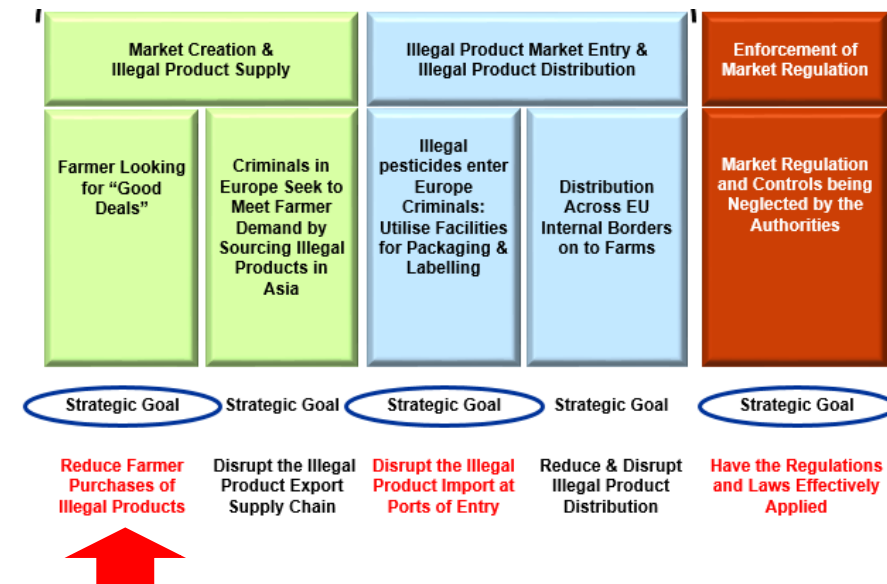 Market Creation &
Illegal Product Supply
Illegal Product Market Entry &
Illegal Product Distribution
Enforcement of
Market Regulation
Farmer Looking
for “Good
Deals”
Criminals in
Europe Seek to
Meet Farmer
Demand by
Sourcing Illegal
Products in
Asia
Illegal
pesticides enter
Europe
Criminals:
Utilise Facilities
for Packaging &
Labelling
Distribution
Across EU
Internal Borders
on to Farms
Market Regulation
and Controls being
Neglected by the
Authorities
Strategic Goal
Strategic Goal
Strategic Goal
Strategic Goal
Strategic Goal
Reduce Farmer
Purchases of
Illegal Products
Disrupt the Illegal
Product Export
Supply Chain
Disrupt the Illegal
Product Import at
Ports of Entry
Reduce & Disrupt
Illegal Product
Distribution
Have the Regulations
and Laws Effectively
Applied